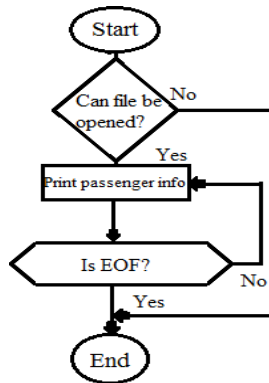 Start
Can file be
opened?
No
Yes
Print passenger info
Is EOF?
No
Yes
End